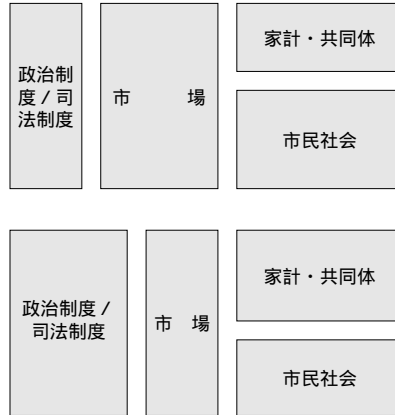 政治制
度 / 司
法制度
市　　場
家計・共同体
市民社会
政治制度 /
司法制度
市　場
家計・共同体
市民社会